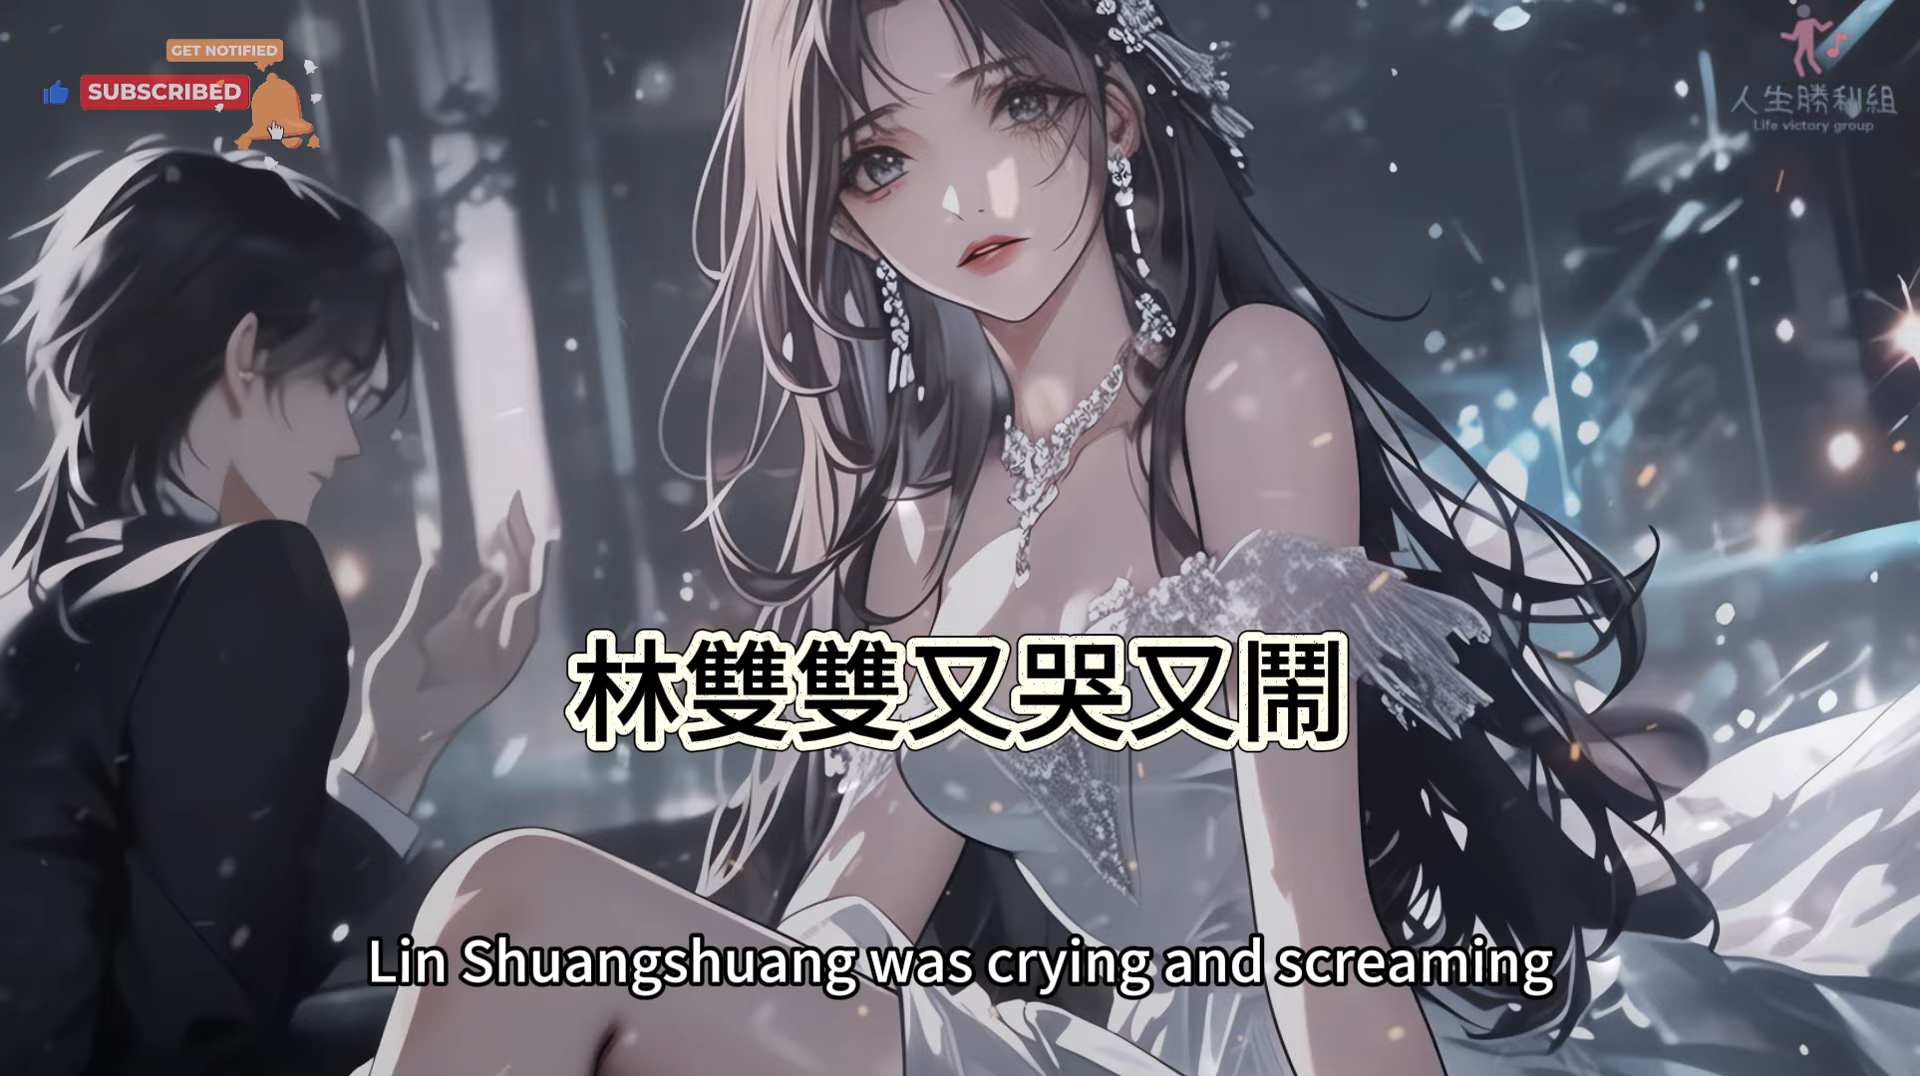 GET NOTIFIED
SUBSCRIBED
人生勝利組
Life victory group
林雙雙又哭又鬧
Lin Shuangshuang was crying and screaming